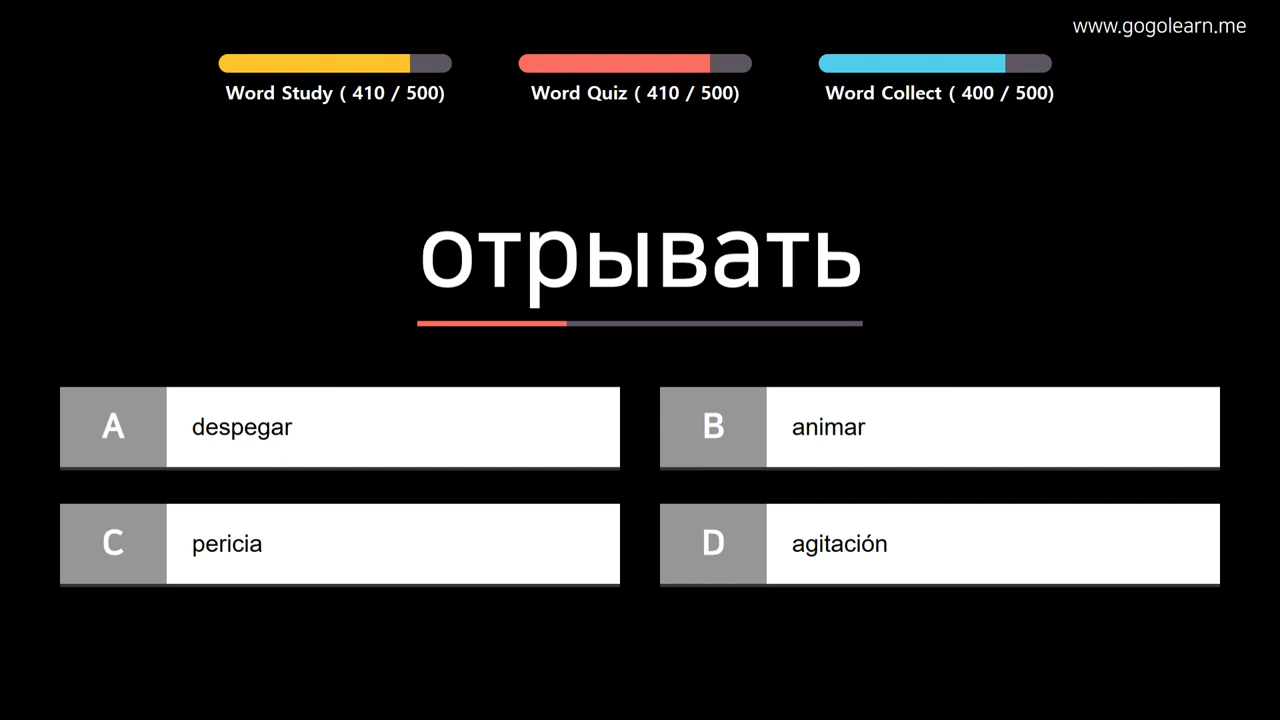 www.gogolearn.me
Word Study ( 410 / 500)
Word Quiz ( 410 / 500)
Word Collect ( 400 / 500)
отрывать
A despegar
B animar
C pericia
D agitación